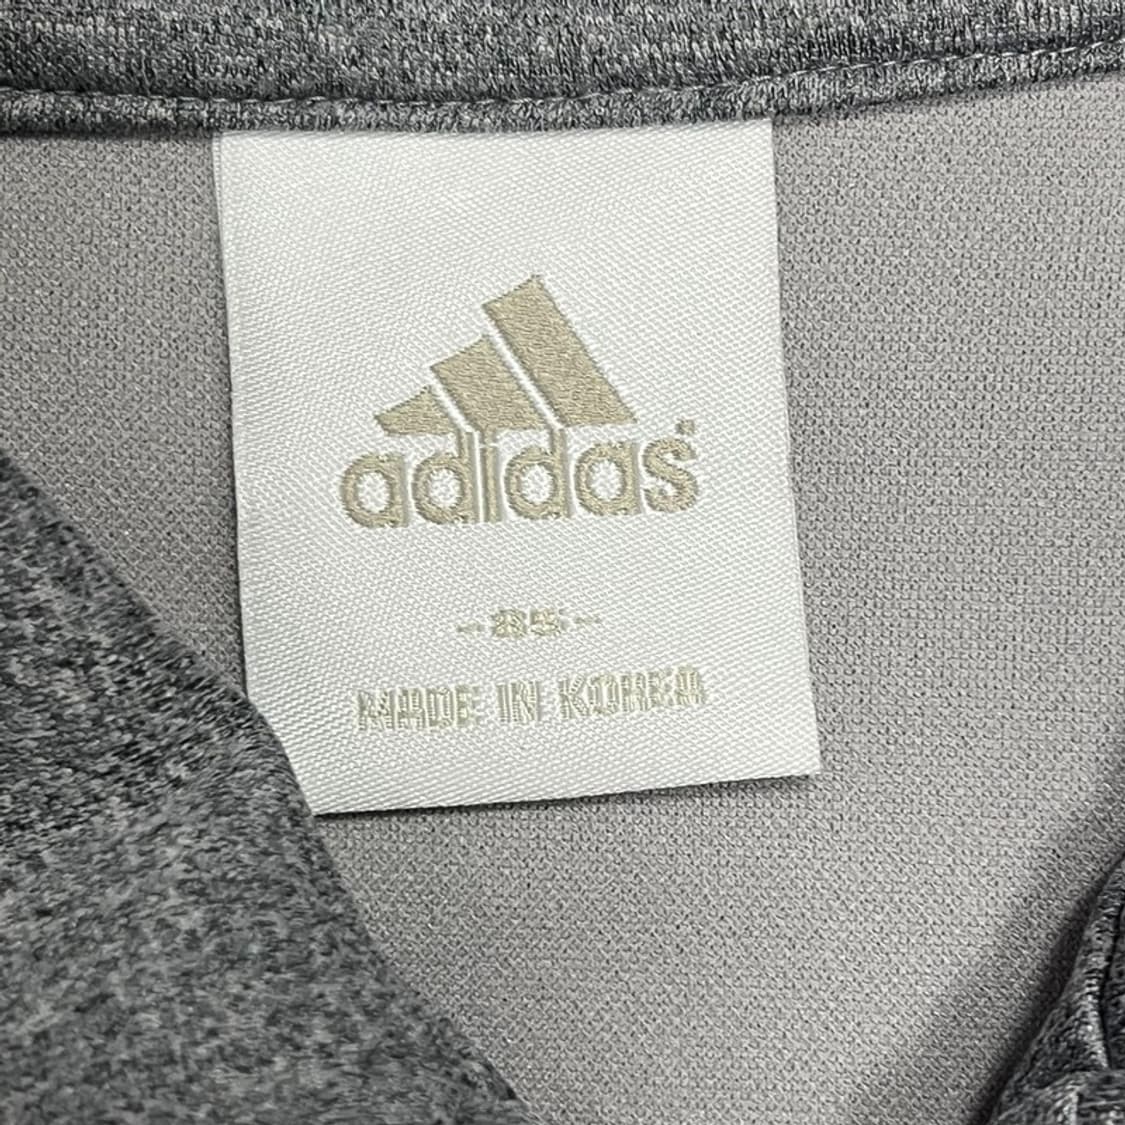 adidas
-85-
MADE IN KOREA